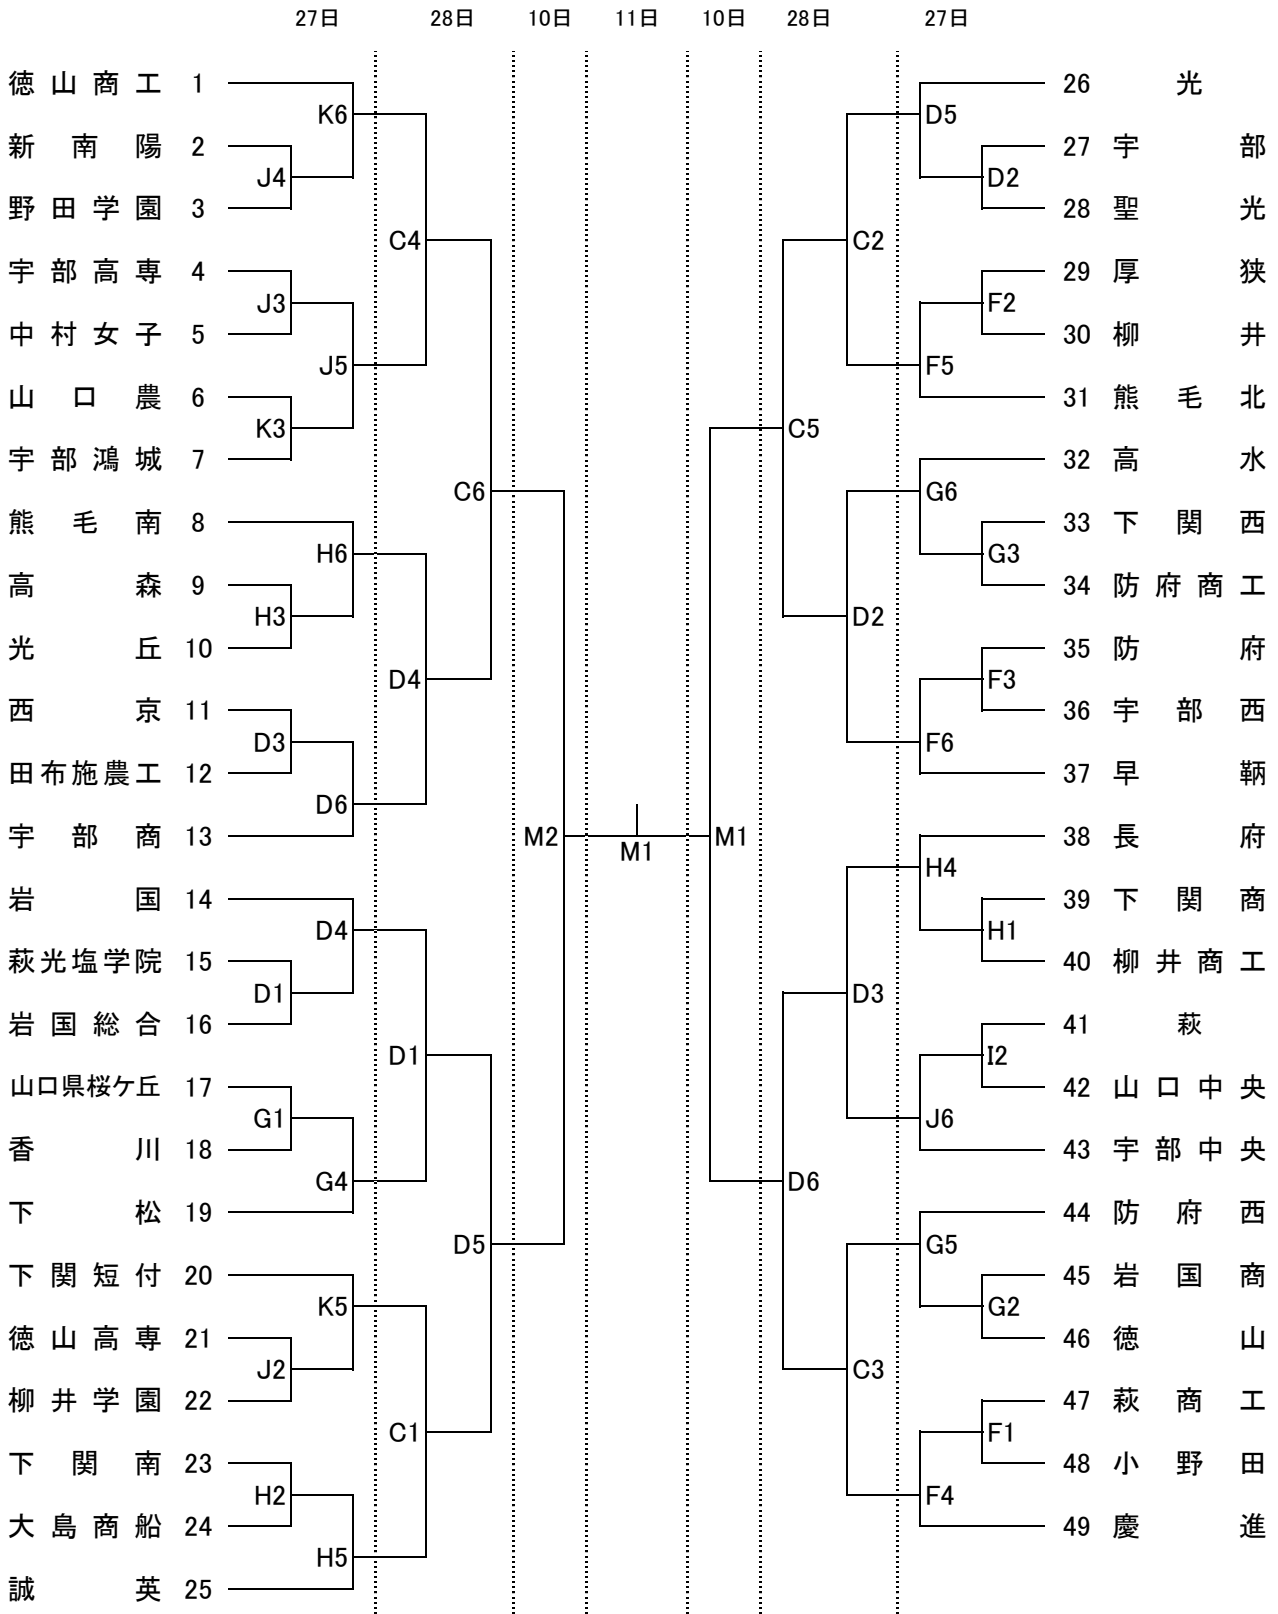 27日 28日 10日 11日 10日 28日 27日
徳山商工 1 26 光
K6 D5
新南陽 2 27 宇部
J4 D2
野田学園 3 28 聖光
C4 C2
宇部高専 4 29 厚狭
J3 F2
中村女子 5 30 柳井
J5 F5
山口農 6 31 熊毛北
K3 C5
宇部鴻城 7 32 高水
C6 G6
熊毛南 8 33 下関西
H6 G3
高森 9 34 防府商工
H3 D2
光丘 10 35 防府
D4 F3
西京 11 36 宇部西
D3 F6
田布施農工 12 37 早鞆
D6
宇部商 13 M2 M1 M1 38 長府
H4
岩国 14 39 下関商
D4 H1
萩光塩学院 15 40 柳井商工
D1 D3
岩国総合 16 41 萩
D1 I2
山口県桜ケ丘 17 42 山口中央
G1 J6
香川 18 43 宇部中央
G4 D6
下松 19 44 防府西
D5 G5
下関短付 20 45 岩国商
K5 G2
徳山高専 21 46 徳山
J2 C3
柳井学園 22 47 萩商工
C1 F1
下関南 23 48 小野田
H2 F4
大島商船 24 49 慶進
H5
誠英 25